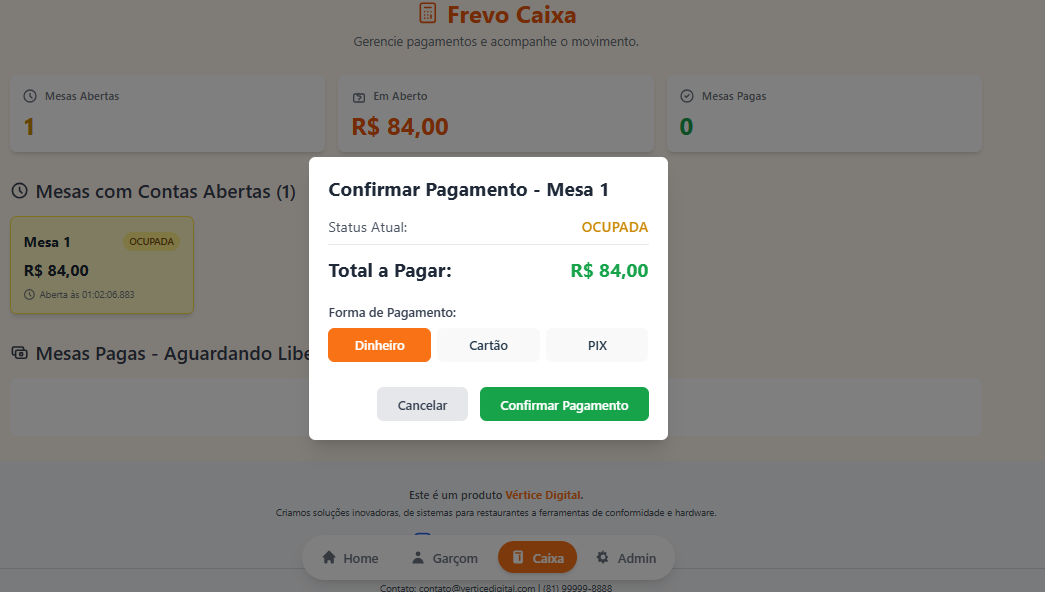 Frevo Caixa
Gerencie pagamentos e acompanhe o movimento.
Mesas Abertas
1
Em Aberto
R$ 84,00
Mesas Pagas
0
Mesas com Contas Abertas (1)
Mesa 1
OCUPADA
R$ 84,00
Aberta às 01:02:06.883
Mesas Pagas - Aguardando Libe
Confirmar Pagamento - Mesa 1
Status Atual:
OCUPADA
Total a Pagar:
R$ 84,00
Forma de Pagamento:
Dinheiro
Cartão
PIX
Cancelar
Confirmar Pagamento
Este é um produto Vértice Digital.
Criamos soluções inovadoras, de sistemas para restaurantes a ferramentas de conformidade e hardware.
Home
Garçom
Caixa
Admin
Contato: contato@verticedigital.com | (81) 99999-8888